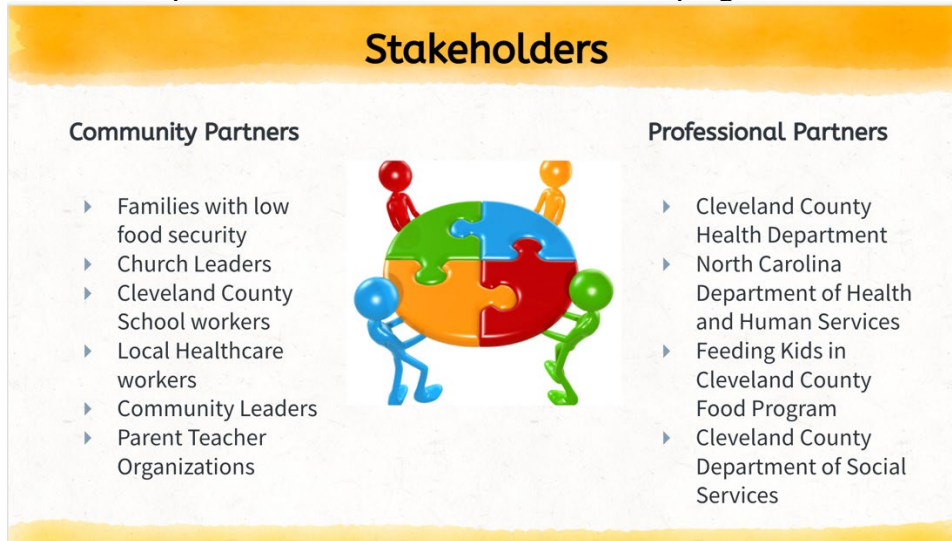 Stakeholders
Community Partners
Families with low
food security
Church Leaders
Cleveland County
School workers
Local Healthcare
workers
Community Leaders
Parent Teacher
Organizations
Professional Partners
Cleveland County
Health Department
North Carolina
Department of Health
and Human Services
Feeding Kids in
Cleveland County
Food Program
Cleveland County
Department of Social
Services